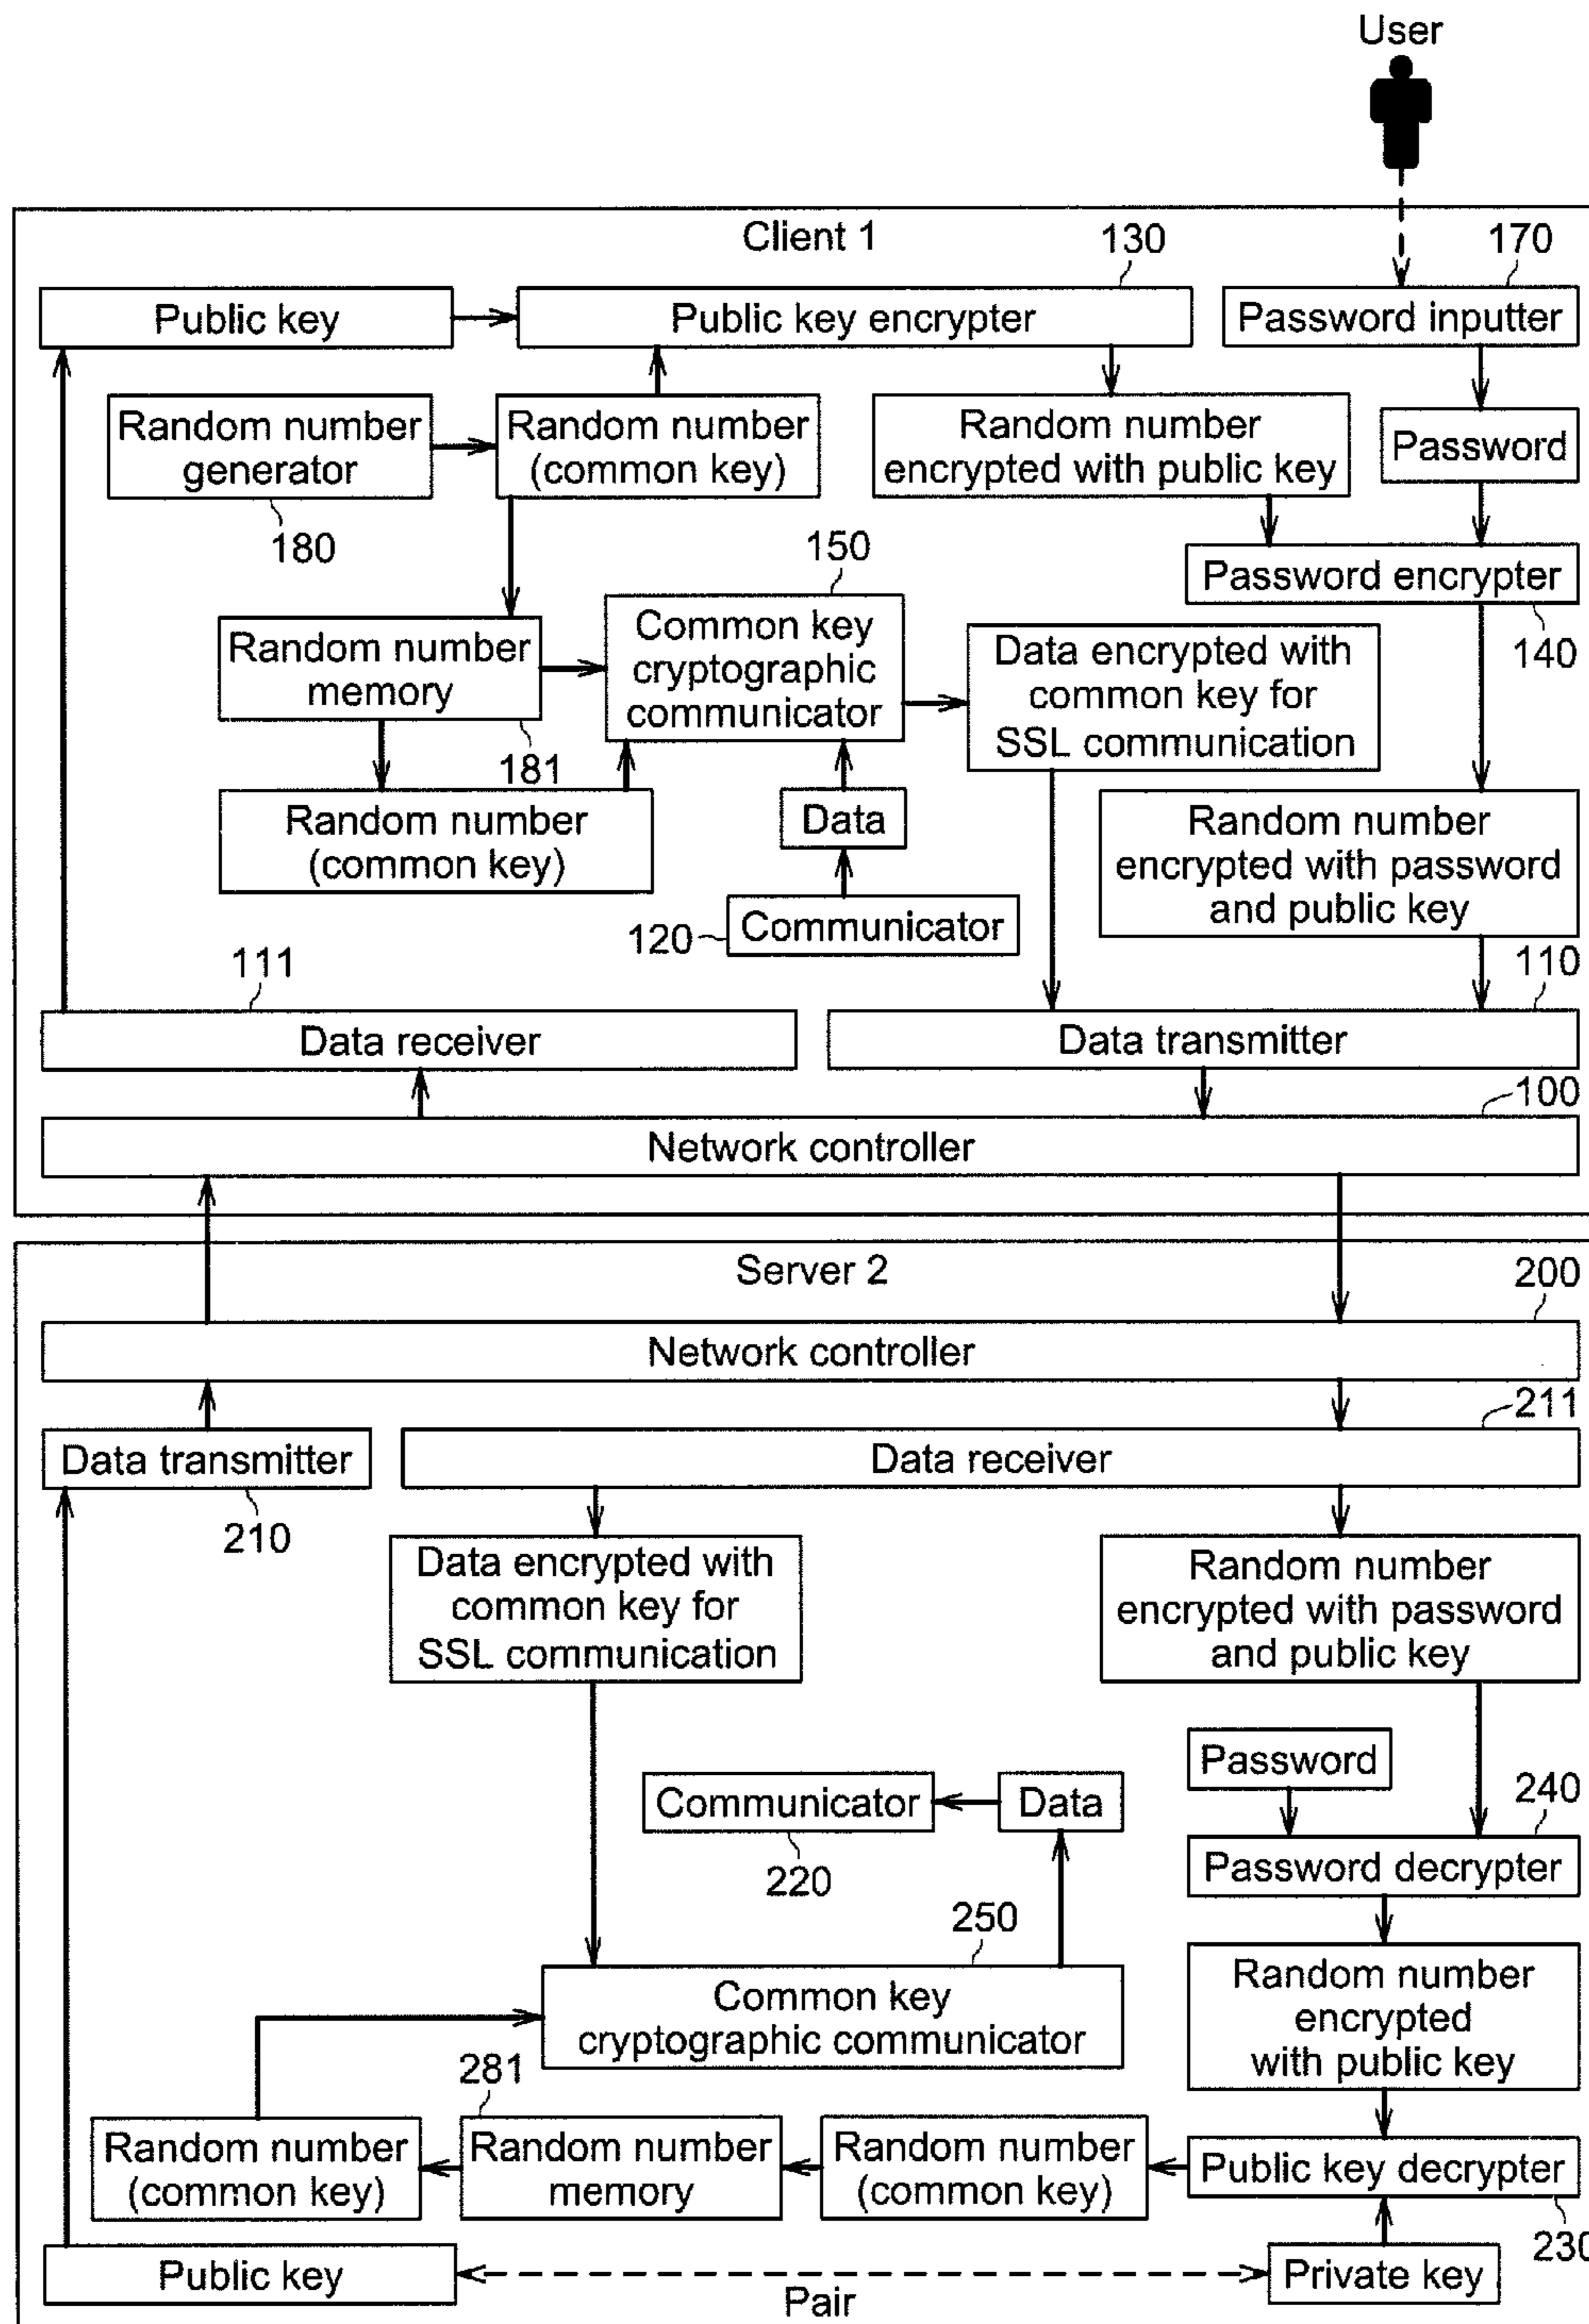 User
Client 1
130
170
Public key
Public key encrypter
Password inputter
Random number
generator
Random number
(common key)
Random number
encrypted with public key
Password
180
150
Password encrypter
140
Random number
memory
181
Common key
cryptographic
communicator
Data encrypted with
common key for
SSL communication
Random number
(common key)
Data
Random number
encrypted with password
and public key
120
Communicator
111
110
Data receiver
Data transmitter
100
Network controller
Server 2
200
Network controller
211
Data transmitter
Data receiver
210
Data encrypted with
common key for
SSL communication
Random number
encrypted with password
and public key
Password
Communicator
Data
240
220
Password decrypter
250
Common key
cryptographic communicator
Random number
encrypted
with public key
281
Random number
(common key)
Random number
memory
Random number
(common key)
Public key decrypter
230
Public key
Pair
Private key